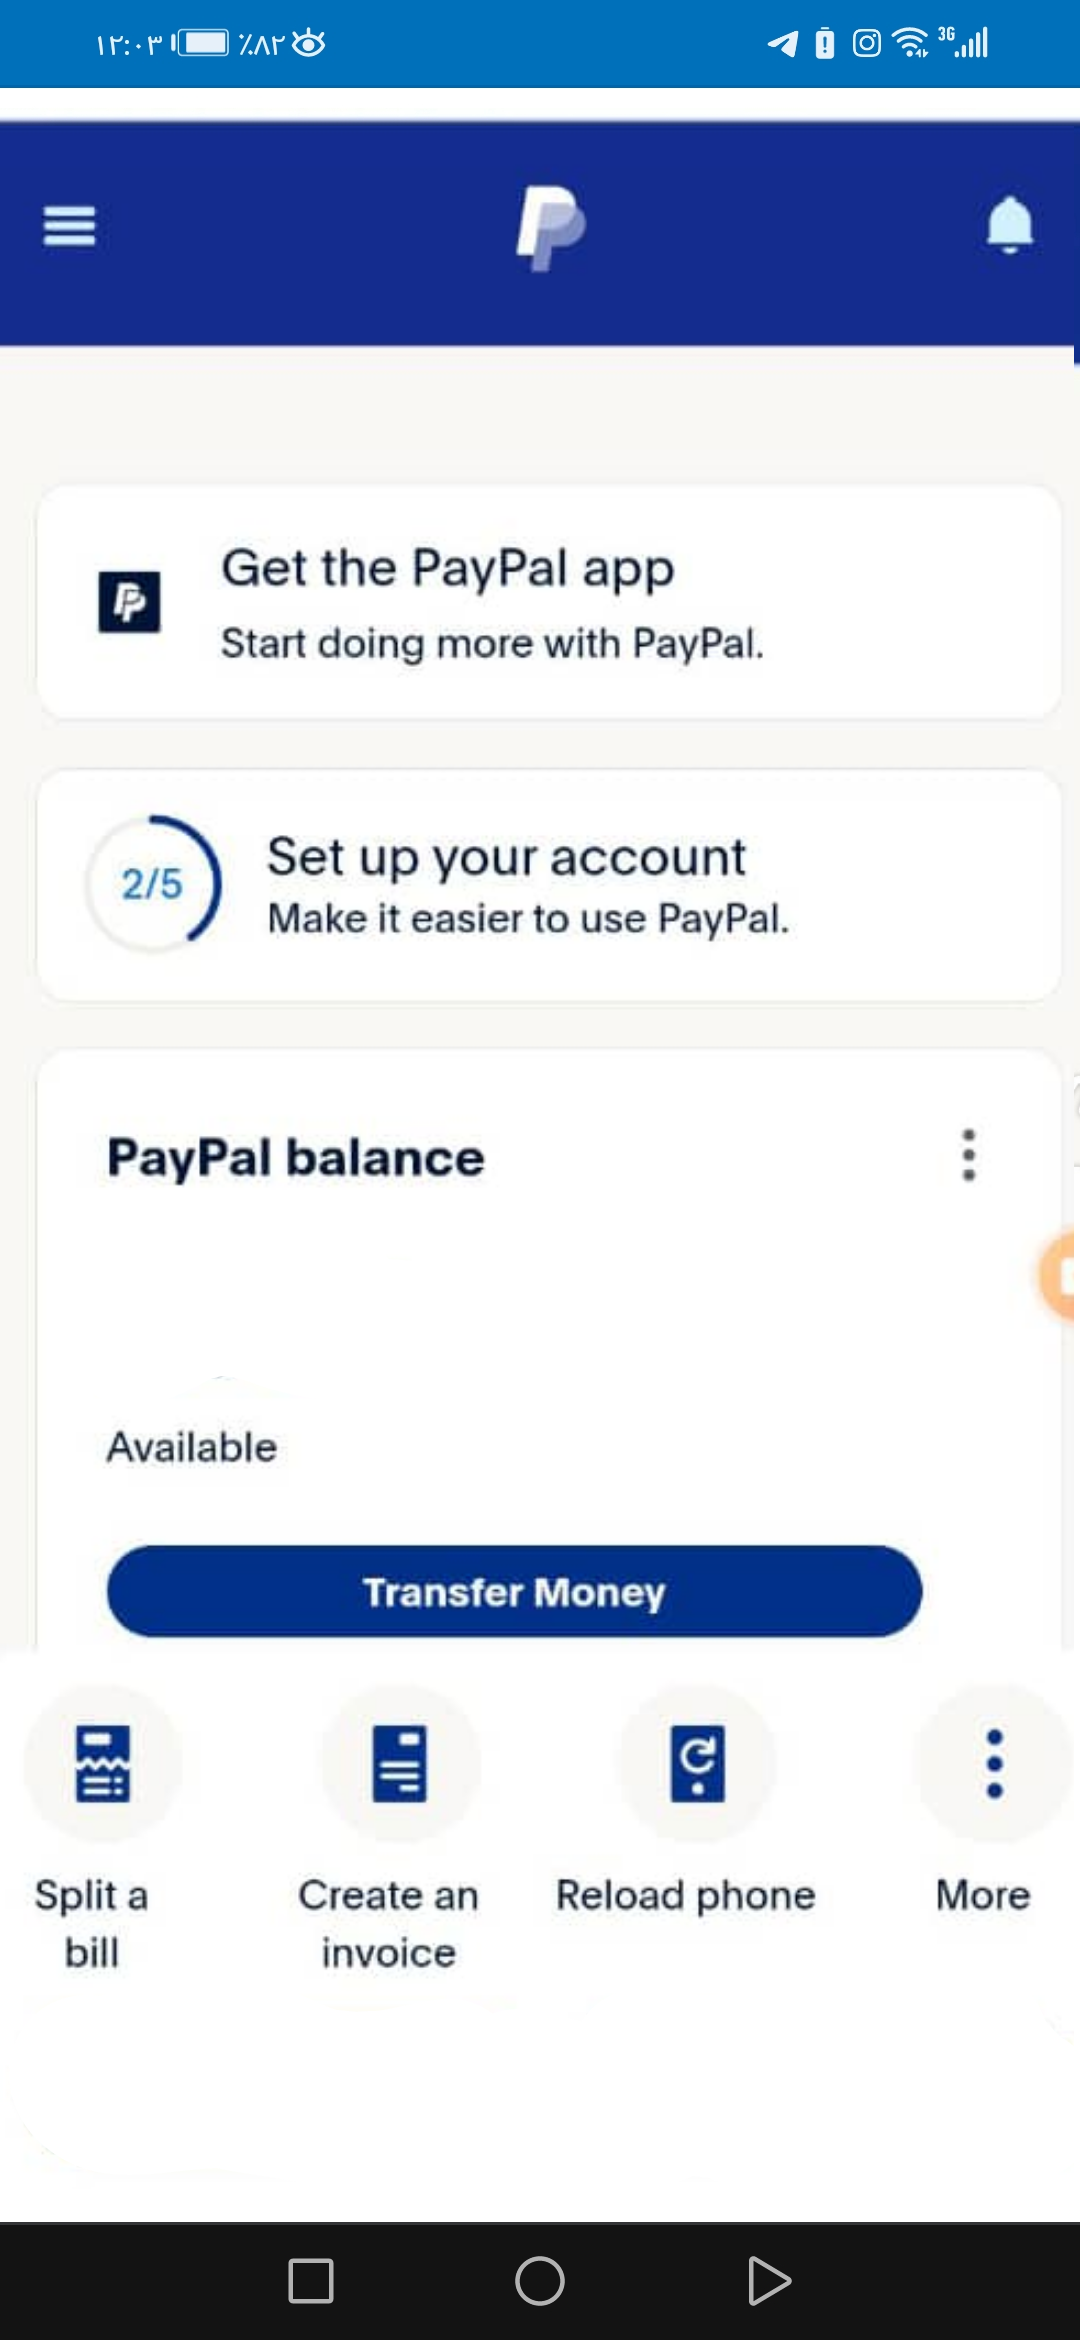 ١٢:٠٣ ٪٨٢ 3G
Get the PayPal app
Start doing more with PayPal.
2/5
Set up your account
Make it easier to use PayPal.
PayPal balance
Available
Transfer Money
Split a
bill
Create an
invoice
Reload phone
More